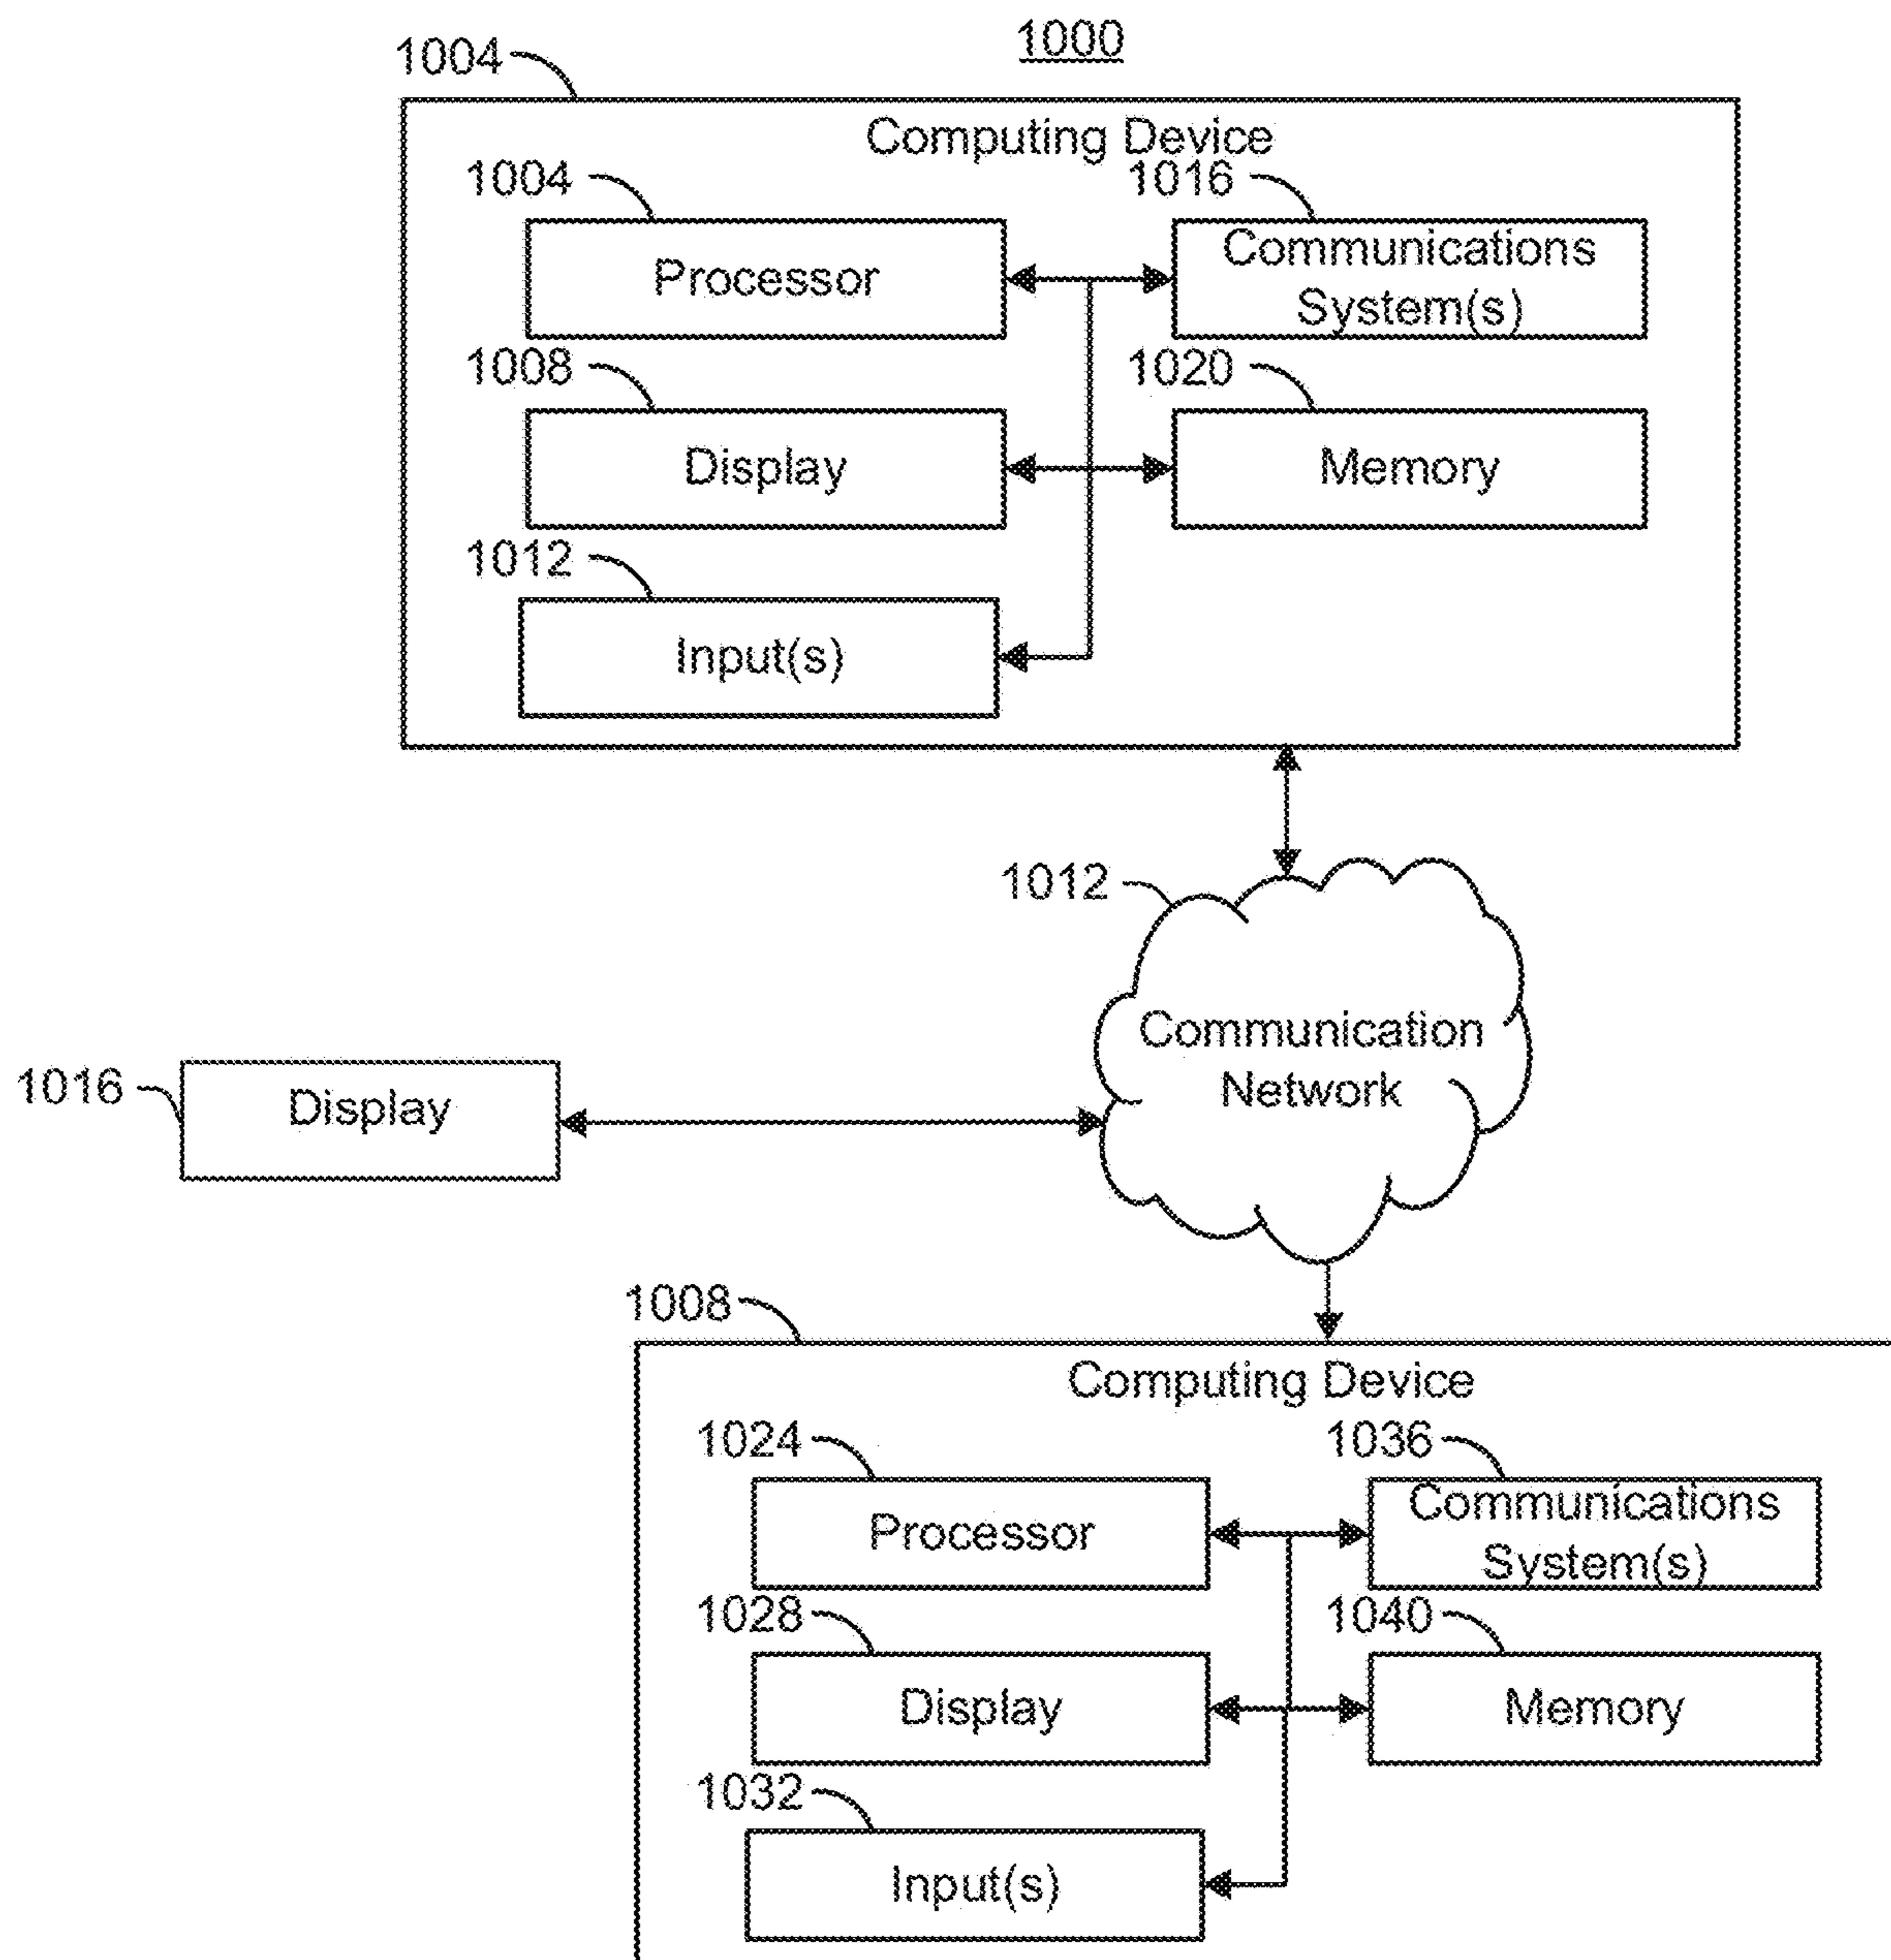 1000
1004
Computing Device
1004
1016
Processor
Communications
System(s)
1008
1020
Display
Memory
1012
Input(s)
1012
Communication
Network
1016
Display
1008
Computing Device
1024
1036
Processor
Communications
System(s)
1028
1040
Display
Memory
1032
Input(s)